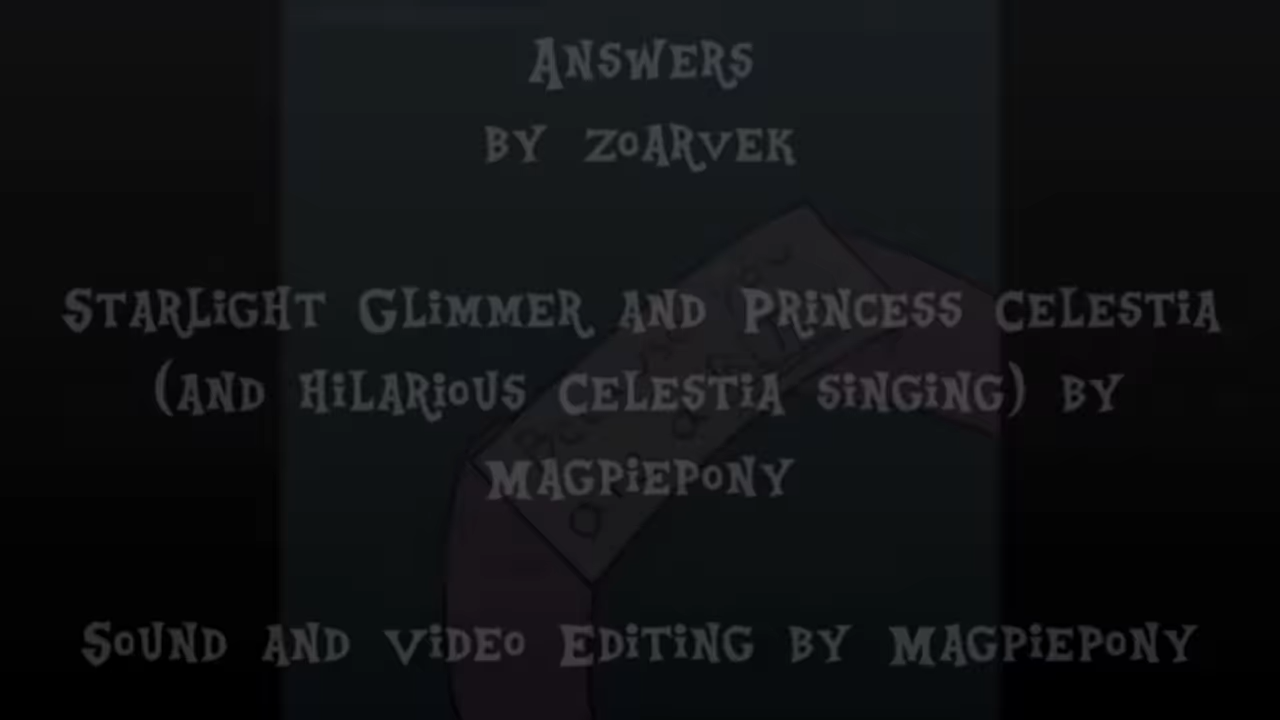 Answers
by Zoarvek
Starlight Glimmer and Princess Celestia
(and hilarious Celestia singing) by
Magpiepony
Sound and Video Editing by Magpiepony